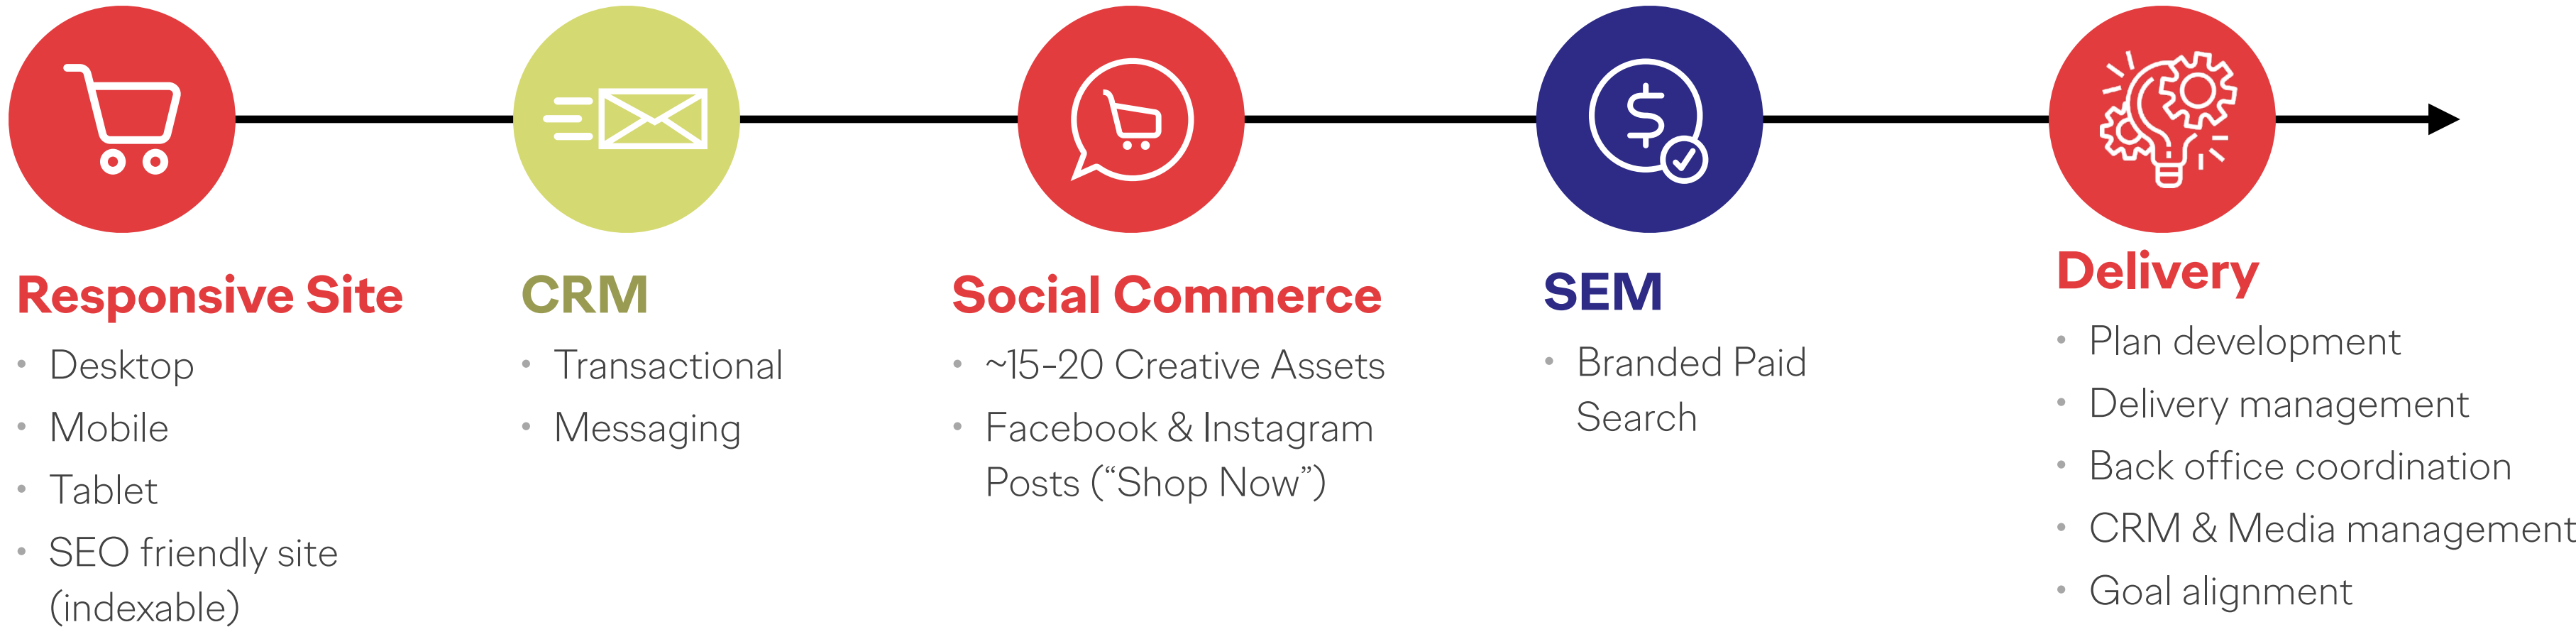 Responsive Site
• Desktop
• Mobile
• Tablet
• SEO friendly site
(indexable)
CRM
• Transactional
• Messaging
Social Commerce
• ~15-20 Creative Assets
• Facebook & Instagram
Posts (“Shop Now”)
SEM
• Branded Paid
Search
Delivery
• Plan development
• Delivery management
• Back office coordination
• CRM & Media management
• Goal alignment